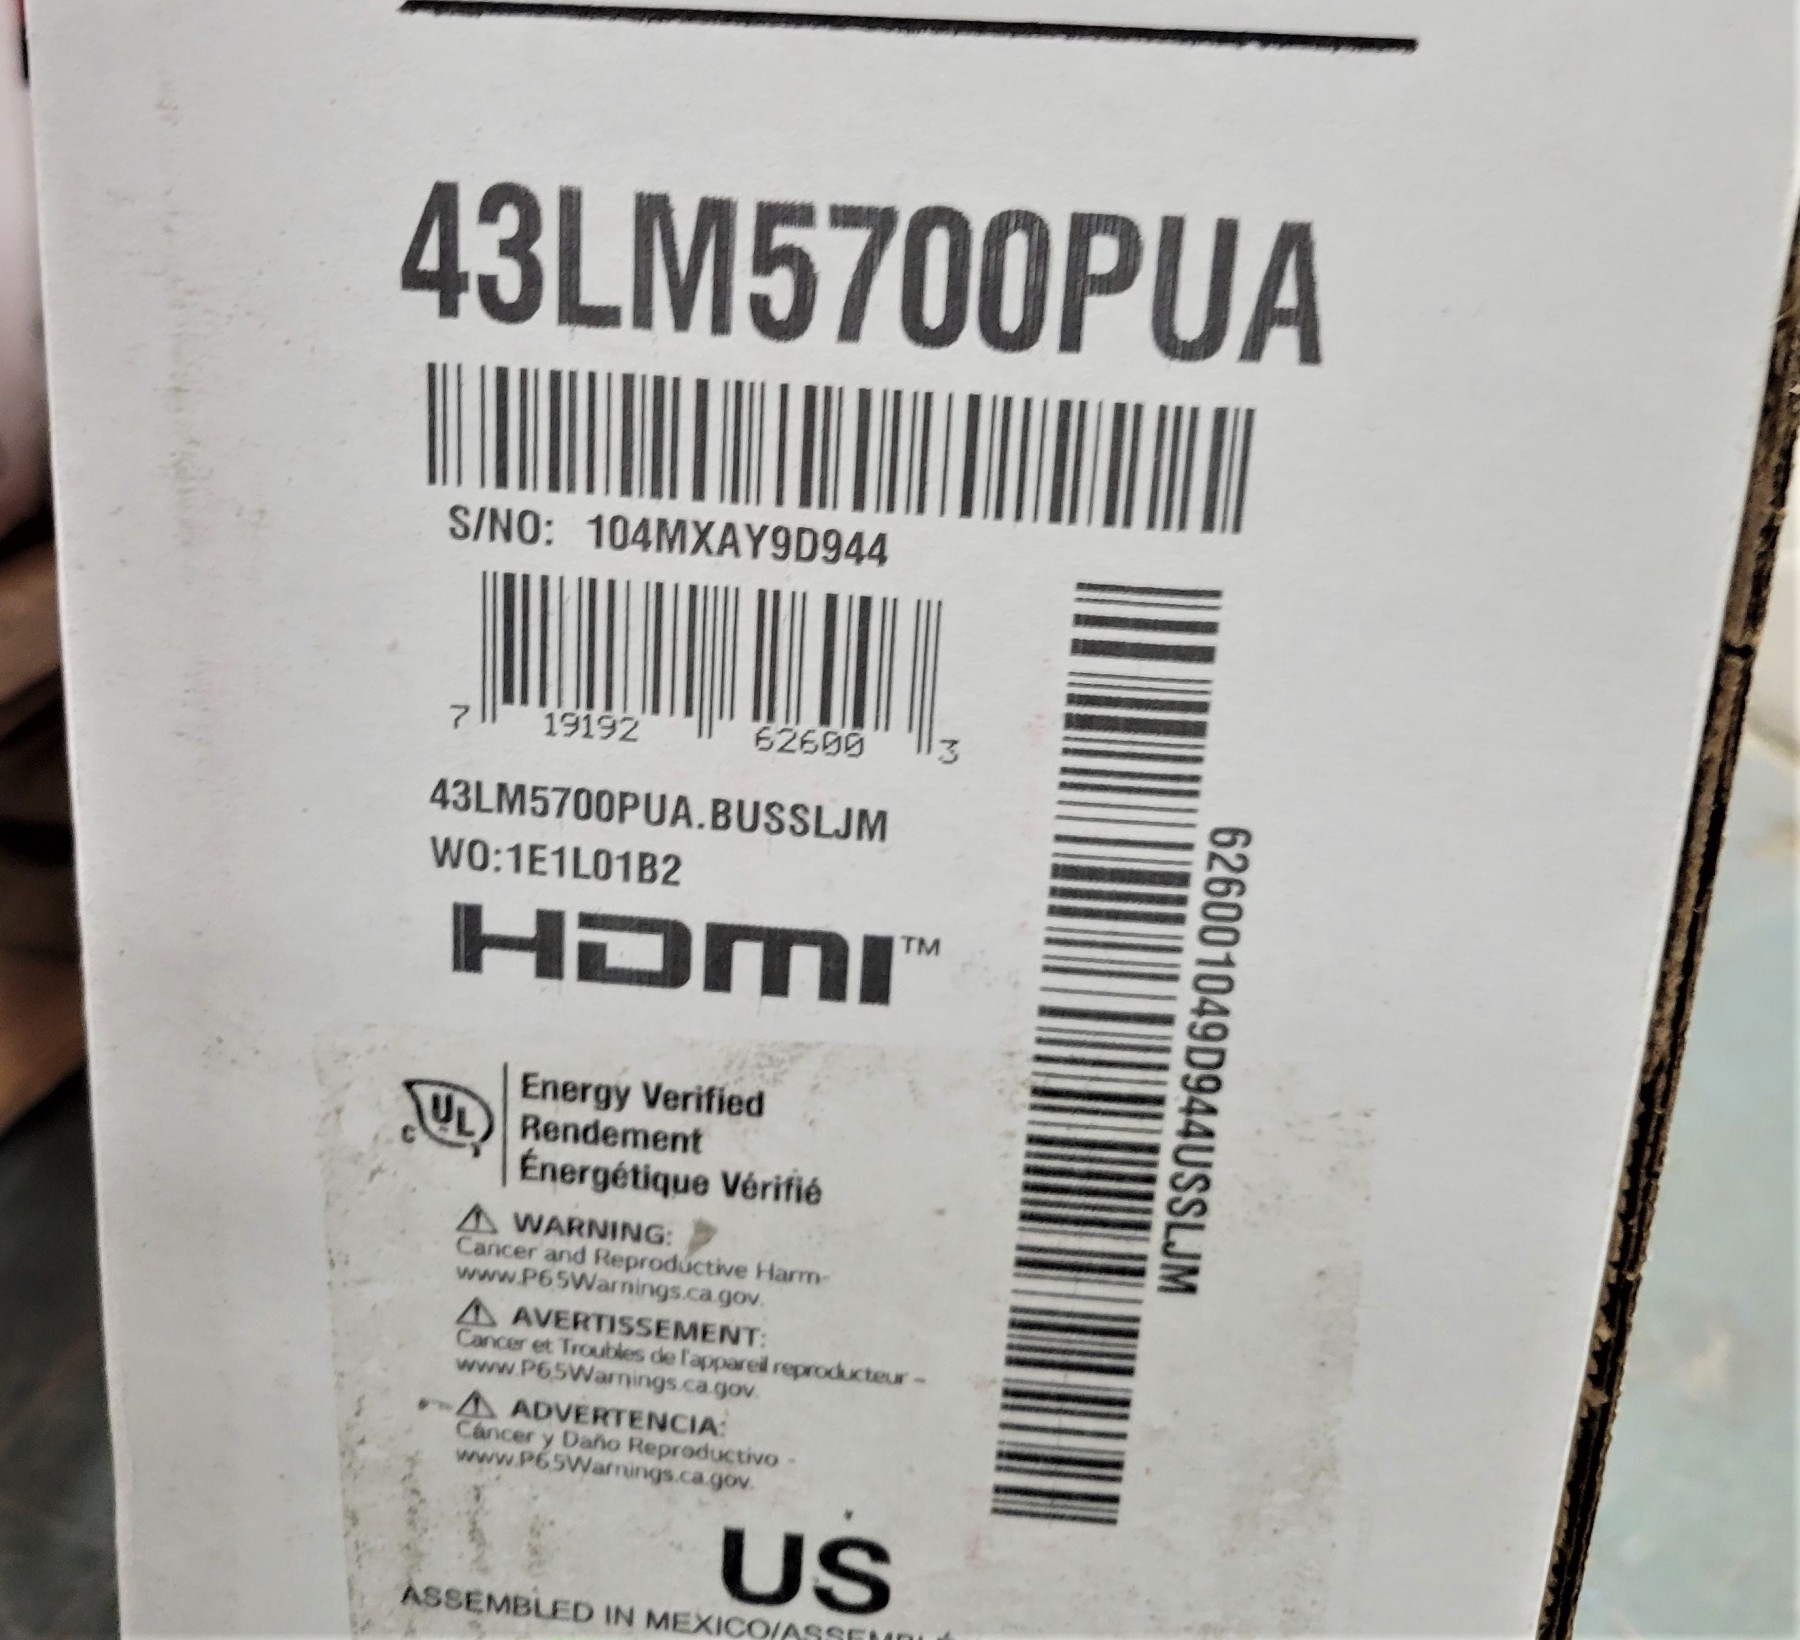 43LM5700PUA
S/NO: 104MXAY9D944
7 19192 62600 3
43LM5700PUA.BUSSLJM
WO:1E1L01B2
HDMI™
626001049D944USSLJM
C UL
Energy Verified
Rendement
Énergétique Vérifié
⚠ WARNING:
Cancer and Reproductive Harm-
www.P65Warnings.ca.gov.
⚠ AVERTISSEMENT:
Cancer et Troubles de l'appareil reproducteur –
www.P65Warnings.ca.gov.
⚠ ADVERTENCIA:
Cáncer y Daño Reproductivo -
www.P65Warnings.ca.gov.
US
ASSEMBLED IN MEXICO/